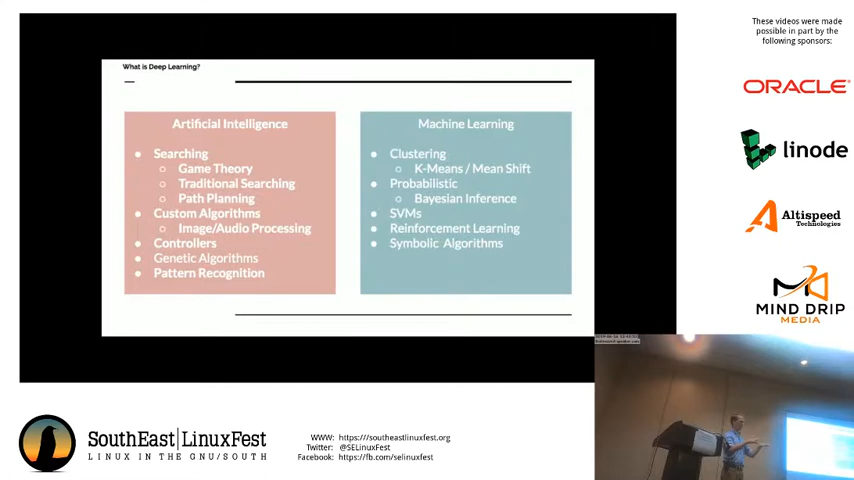 These videos were made
possible in part by the
following sponsors:
What is Deep Learning?
Artificial Intelligence
Searching
Game Theory
Traditional Searching
Path Planning
Custom Algorithms
Image/Audio Processing
Controllers
Genetic Algorithms
Pattern Recognition
Machine Learning
Clustering
K-Means / Mean Shift
Probabilistic
Bayesian Inference
SVMs
Reinforcement Learning
Symbolic Algorithms
ORACLE
linode
Altispeed
Technologies
MIND DRIP
MEDIA
SouthEast|LinuxFest
LINUX IN THE GNU/SOUTH
WWW: https:///southeastlinuxfest.org
Twitter: @SELinuxFest
Facebook: https://fb.com/selinuxfest